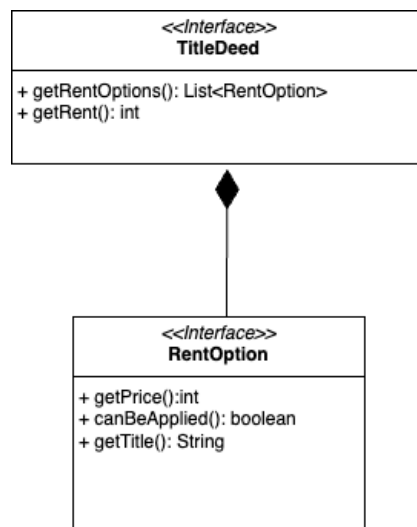 <<Interface>>
TitleDeed
+ getRentOptions(): List<RentOption>
+ getRent(): int
<<Interface>>
RentOption
+ getPrice():int
+ canBeApplied(): boolean
+ getTitle(): String